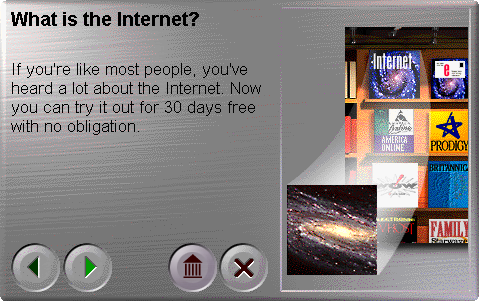 What is the Internet?
If you're like most people, you've
heard a lot about the Internet. Now
you can try it out for 30 days free
with no obligation.
Internet
e
AMERICA
ONLINE
PRODIGY
BRITANNICA
FAMILY